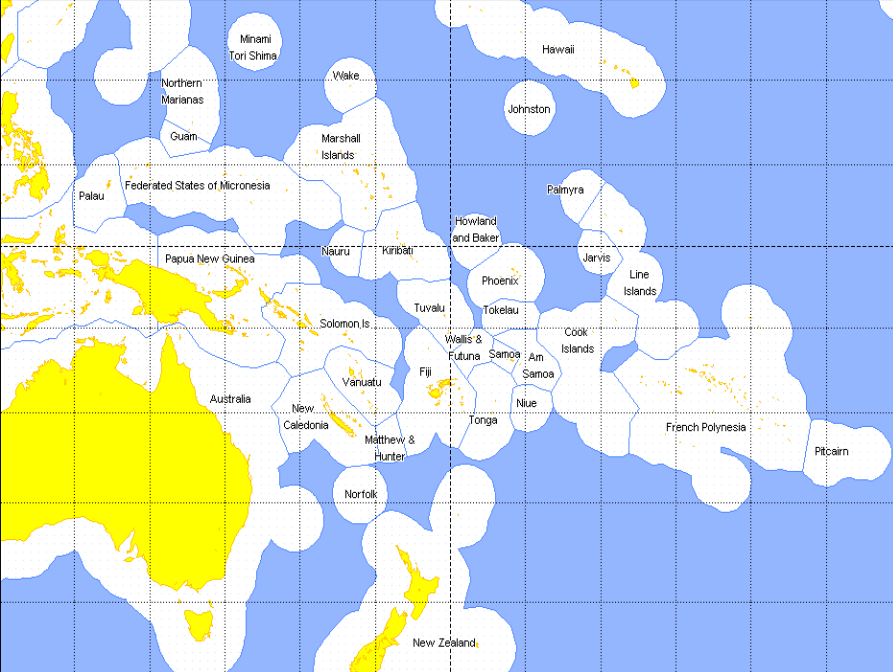 Minami
Tori Shima
Hawaii
Wake
Northern
Marianas
Johnston
Guam
Marshall
Islands
Federated States of Micronesia
Palau
Palmyra
Howland
and Baker
Nauru
Kiribati
Papua New Guinea
Jarvis
Phoenix
Line
Islands
Tuvalu
Tokelau
Solomon Is
Cook
Islands
Wallis &
Futuna
Samoa
Am
Samoa
Fiji
Vanuatu
Australia
New
Caledonia
Niue
Tonga
French Polynesia
Matthew &
Hunter
Pitcairn
Norfolk
New Zealand